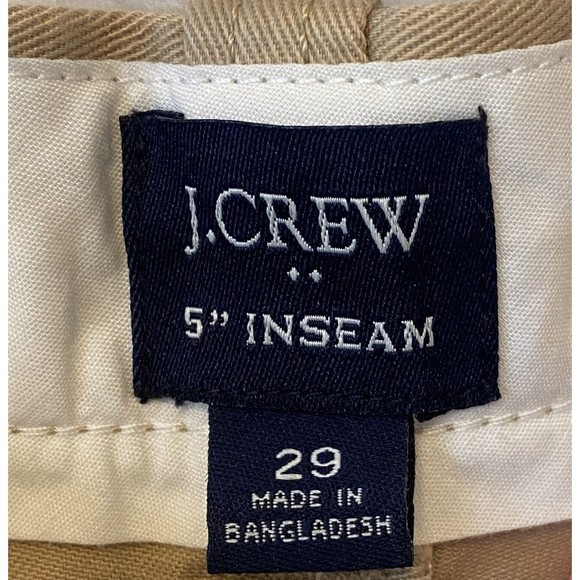 J.CREW
..
5” INSEAM
29
MADE IN
BANGLADESH